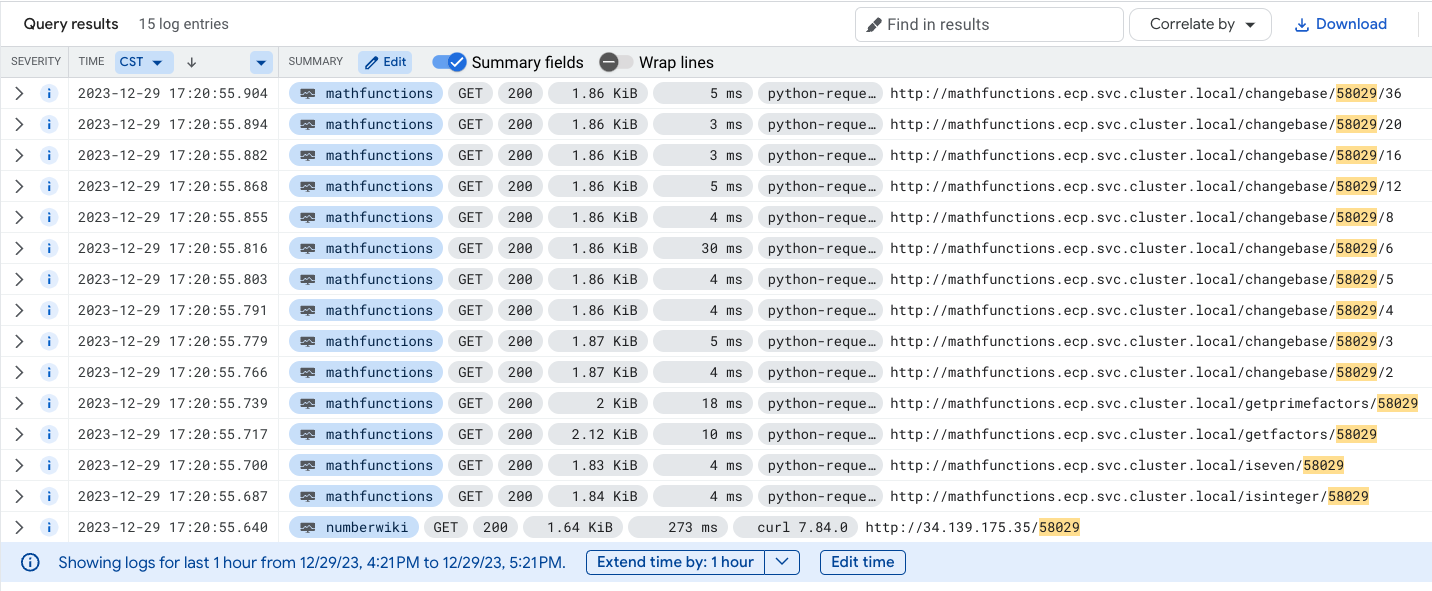 Query results 15 log entries Find in results Correlate by Download
SEVERITY TIME CST SUMMARY Edit Summary fields Wrap lines
2023-12-29 17:20:55.904 mathfunctions GET 200 1.86 KiB 5 ms python-reque… http://mathfunctions.ecp.svc.cluster.local/changebase/58029/36
2023-12-29 17:20:55.894 mathfunctions GET 200 1.86 KiB 3 ms python-reque… http://mathfunctions.ecp.svc.cluster.local/changebase/58029/20
2023-12-29 17:20:55.882 mathfunctions GET 200 1.86 KiB 3 ms python-reque… http://mathfunctions.ecp.svc.cluster.local/changebase/58029/16
2023-12-29 17:20:55.868 mathfunctions GET 200 1.86 KiB 5 ms python-reque… http://mathfunctions.ecp.svc.cluster.local/changebase/58029/12
2023-12-29 17:20:55.855 mathfunctions GET 200 1.86 KiB 4 ms python-reque… http://mathfunctions.ecp.svc.cluster.local/changebase/58029/8
2023-12-29 17:20:55.816 mathfunctions GET 200 1.86 KiB 30 ms python-reque… http://mathfunctions.ecp.svc.cluster.local/changebase/58029/6
2023-12-29 17:20:55.803 mathfunctions GET 200 1.86 KiB 4 ms python-reque… http://mathfunctions.ecp.svc.cluster.local/changebase/58029/5
2023-12-29 17:20:55.791 mathfunctions GET 200 1.86 KiB 4 ms python-reque… http://mathfunctions.ecp.svc.cluster.local/changebase/58029/4
2023-12-29 17:20:55.779 mathfunctions GET 200 1.87 KiB 5 ms python-reque… http://mathfunctions.ecp.svc.cluster.local/changebase/58029/3
2023-12-29 17:20:55.766 mathfunctions GET 200 1.87 KiB 4 ms python-reque… http://mathfunctions.ecp.svc.cluster.local/changebase/58029/2
2023-12-29 17:20:55.739 mathfunctions GET 200 2 KiB 18 ms python-reque… http://mathfunctions.ecp.svc.cluster.local/getprimefactors/58029
2023-12-29 17:20:55.717 mathfunctions GET 200 2.12 KiB 10 ms python-reque… http://mathfunctions.ecp.svc.cluster.local/getfactors/58029
2023-12-29 17:20:55.700 mathfunctions GET 200 1.83 KiB 4 ms python-reque… http://mathfunctions.ecp.svc.cluster.local/iseven/58029
2023-12-29 17:20:55.687 mathfunctions GET 200 1.84 KiB 4 ms python-reque… http://mathfunctions.ecp.svc.cluster.local/isinteger/58029
2023-12-29 17:20:55.640 numberwiki GET 200 1.64 KiB 273 ms curl 7.84.0 http://34.139.175.35/58029
Showing logs for last 1 hour from 12/29/23, 4:21 PM to 12/29/23, 5:21 PM. Extend time by: 1 hour Edit time